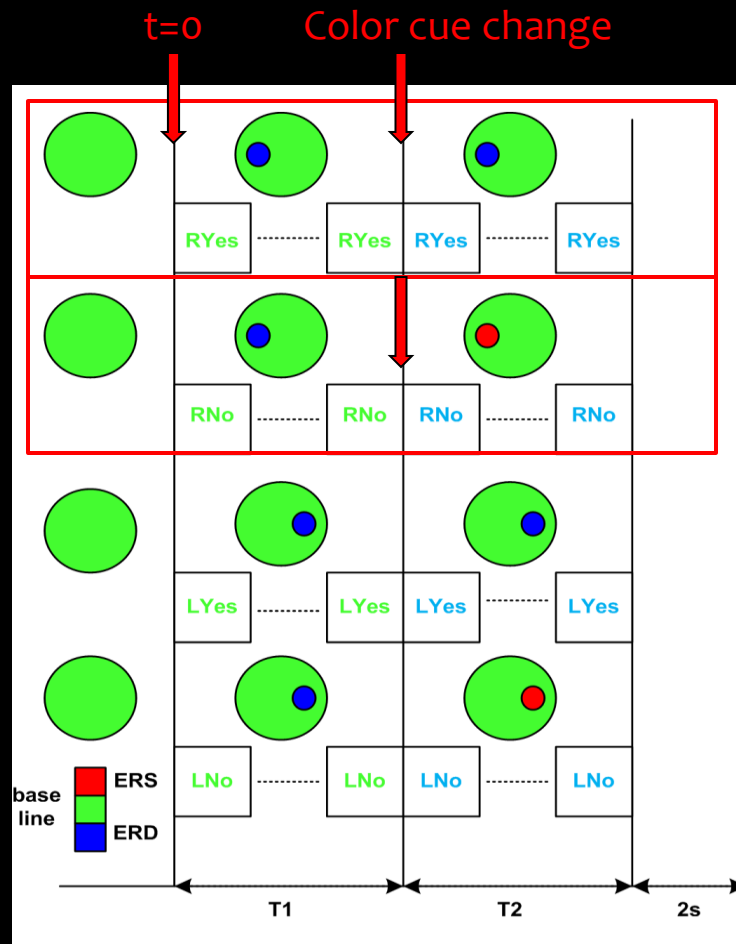 t=0 Color cue change
RYes RYes RYes RYes
RNo RNo RNo RNo
LYes LYes LYes LYes
LNo LNo LNo LNo
ERS
base
line
ERD
T1 T2 2s